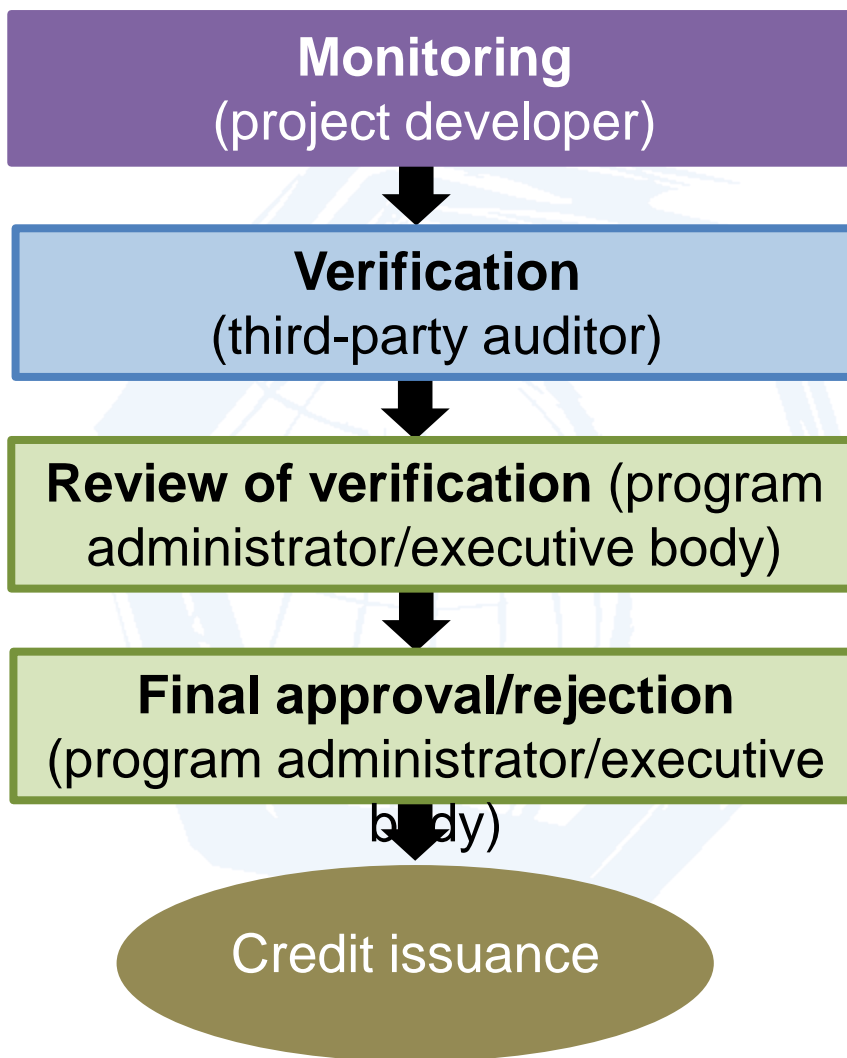 Monitoring
(project developer)
Verification
(third-party auditor)
Review of verification (program
administrator/executive body)
Final approval/rejection
(program administrator/executive
body)
Credit issuance